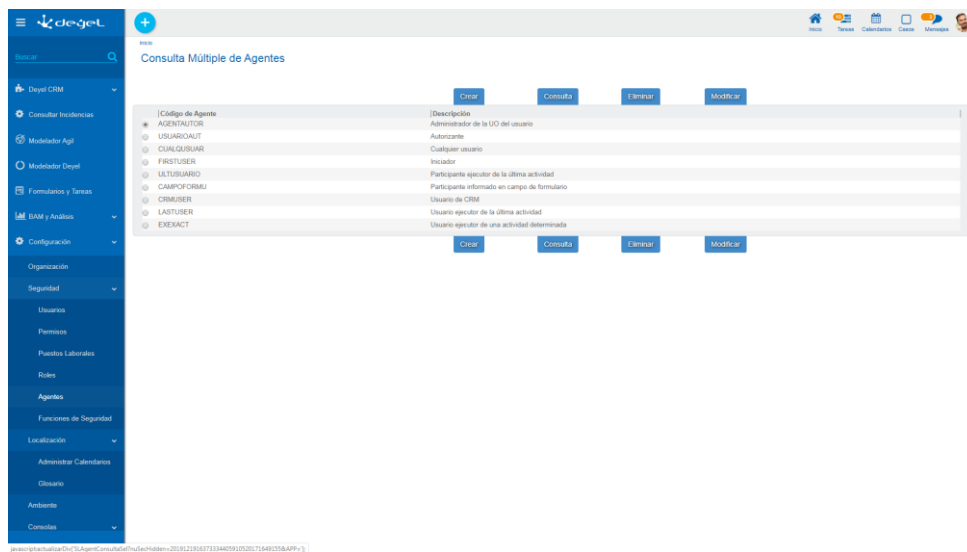 deyel
Inicio
Tareas
Calendarios
Casos
Mensajes
Buscar
Inicio
Consulta Múltiple de Agentes
Deyel CRM
Consultar Incidencias
Modelador Agil
Modelador Deyel
Formularios y Tareas
BAM y Análisis
Configuración
Organización
Seguridad
Usuarios
Permisos
Puestos Laborales
Roles
Agentes
Funciones de Seguridad
Localización
Administrar Calendarios
Glosario
Ambiente
Consolas
Crear Consulta Eliminar Modificar
Código de Agente Descripción
AGENTAUTOR Administrador de la UO del usuario
USUARIOAUT Autorizante
CUALQUSUAR Cualquier usuario
FIRSTUSER Iniciador
ULTUSUARIO Participante ejecutor de la última actividad
CAMPOFORMU Participante informado en campo de formulario
CRMUSER Usuario de CRM
LASTUSER Usuario ejecutor de la última actividad
EXEXACT Usuario ejecutor de una actividad determinada
Crear Consulta Eliminar Modificar